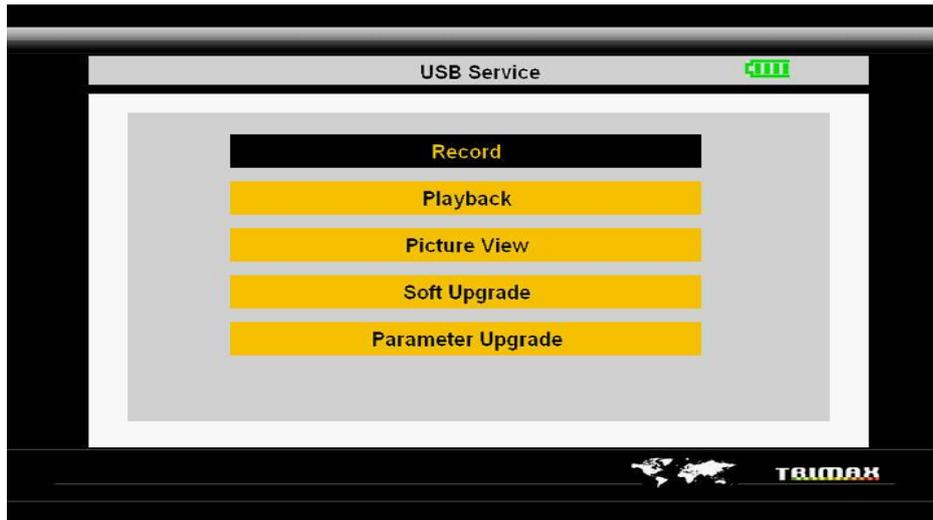 USB Service
Record
Playback
Picture View
Soft Upgrade
Parameter Upgrade
TRIMAX